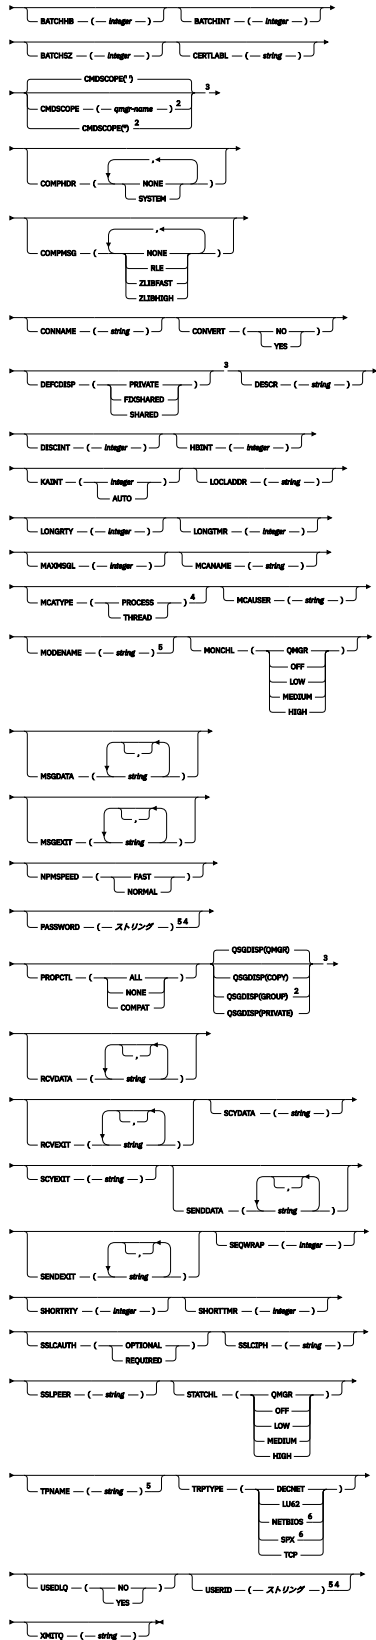 BATCHHB ( integer ) BATCHINT ( integer )
BATCHSZ ( integer ) CERTLABL ( string )
CMDSCOPE(' ')
CMDSCOPE ( qmgr-name ) 2 3
CMDSCOPE(*) 2
,
COMPHDR ( NONE )
SYSTEM
,
COMPMSG ( NONE )
RLE
ZLIBFAST
ZLIBHIGH
CONNAME ( string ) CONVERT ( NO )
YES
DEFCDISP ( PRIVATE ) 3 DESCR ( string )
FIXSHARED
SHARED
DISCINT ( integer ) HBINT ( integer )
KAINT ( integer ) LOCLADDR ( string )
AUTO
LONGRTY ( integer ) LONGTMR ( integer )
MAXMSGL ( integer ) MCANAME ( string )
MCATYPE ( PROCESS ) 4 MCAUSER ( string )
THREAD
MODENAME ( string ) 5 MONCHL ( QMGR )
OFF
LOW
MEDIUM
HIGH
,
MSGDATA ( string )
,
MSGEXIT ( string )
NPMSPEED ( FAST )
NORMAL
PASSWORD ( ストリング ) 5 4
QSGDISP(QMGR)
PROPCTL ( ALL ) QSGDISP(COPY) 3
NONE QSGDISP(GROUP) 2
COMPAT QSGDISP(PRIVATE)
,
RCVDATA ( string )
,
RCVEXIT ( string ) SCYDATA ( string )
SCYEXIT ( string ) ,
SENDDATA ( string )
,
SENDEXIT ( string ) SEQWRAP ( integer )
SHORTRTY ( integer ) SHORTTMR ( integer )
SSLCAUTH ( OPTIONAL ) SSLCIPH ( string )
REQUIRED
SSLPEER ( string ) STATCHL ( QMGR )
OFF
LOW
MEDIUM
HIGH
TPNAME ( string ) 5 TRPTYPE ( DECNET )
LU62
NETBIOS 6
SPX 6
TCP
USEDLQ ( NO ) USERID ( ストリング ) 5 4
YES
XMITQ ( string )